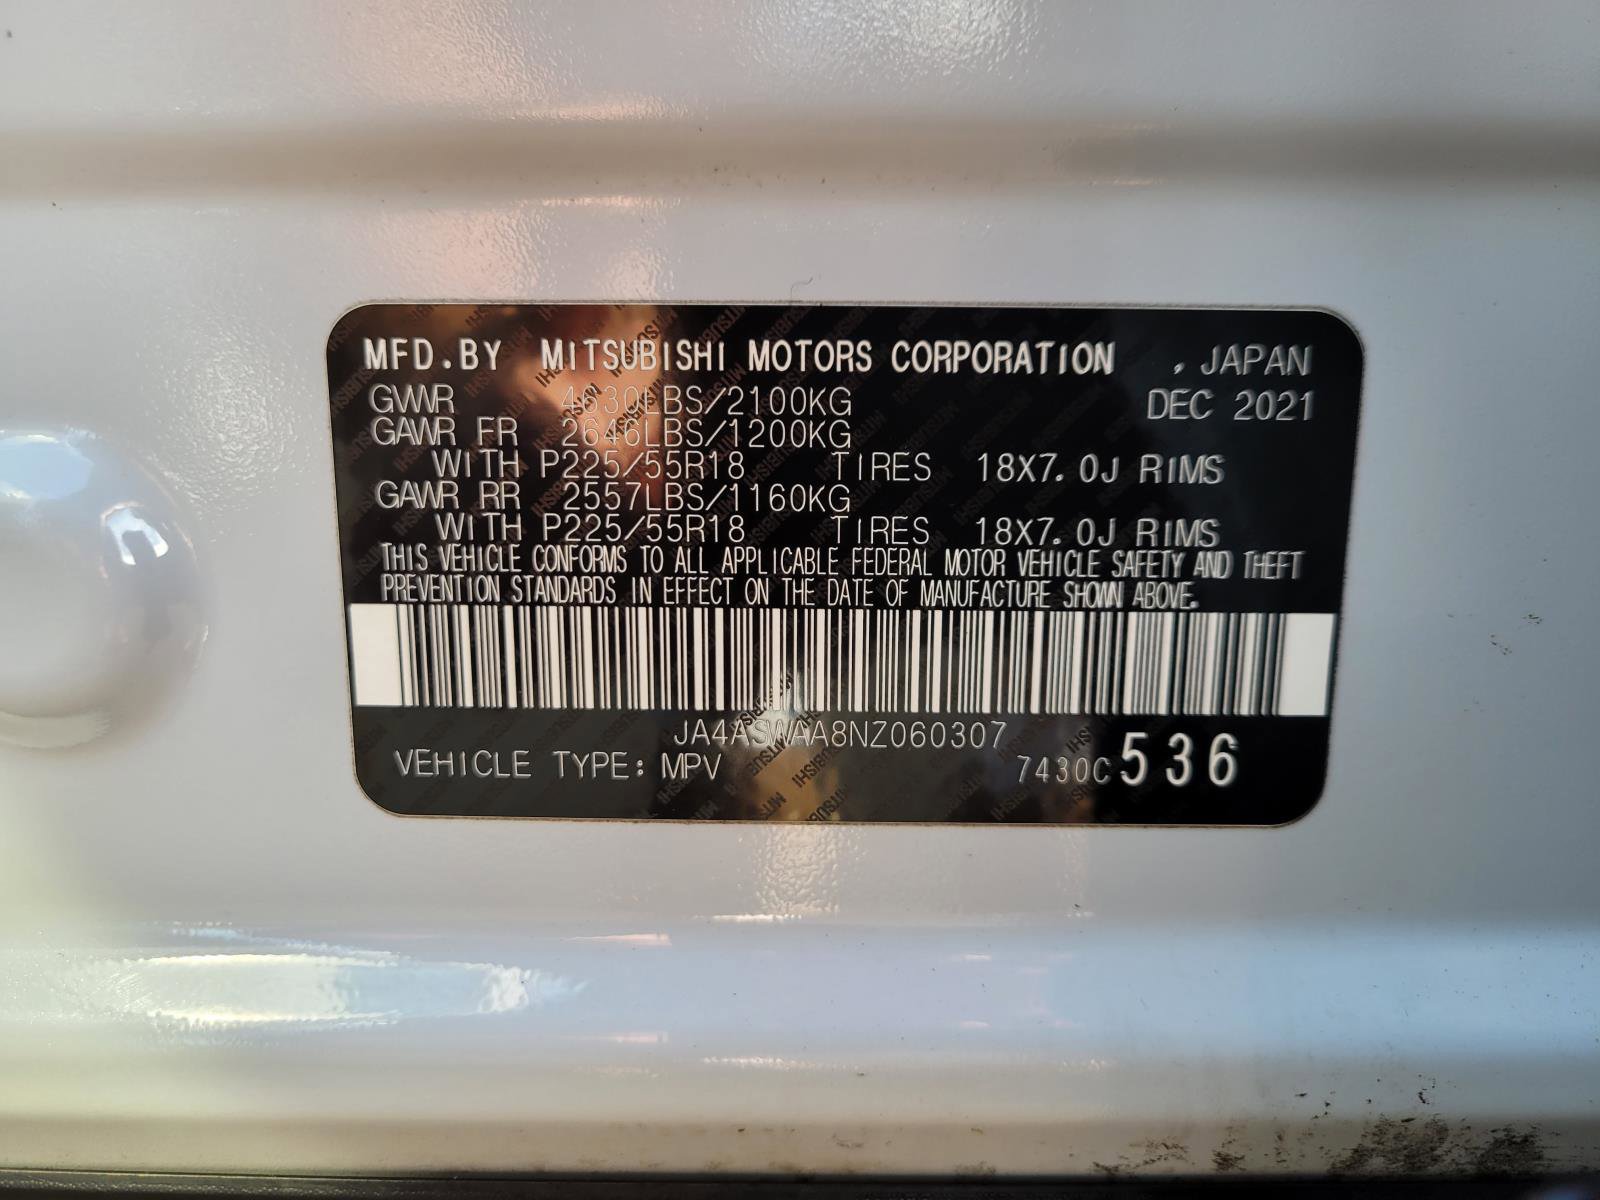 MFD.BY MITSUBISHI MOTORS CORPORATION , JAPAN
GWR 4630LBS/2100KG DEC 2021
GAWR FR 2646LBS/1200KG
WITH P225/55R18 TIRES 18X7.0J RIMS
GAWR RR 2557LBS/1160KG
WITH P225/55R18 TIRES 18X7.0J RIMS
THIS VEHICLE CONFORMS TO ALL APPLICABLE FEDERAL MOTOR VEHICLE SAFETY AND THEFT
PREVENTION STANDARDS IN EFFECT ON THE DATE OF MANUFACTURE SHOWN ABOVE.
JA4ASWAA8NZ060307
VEHICLE TYPE: MPV 7430C 536